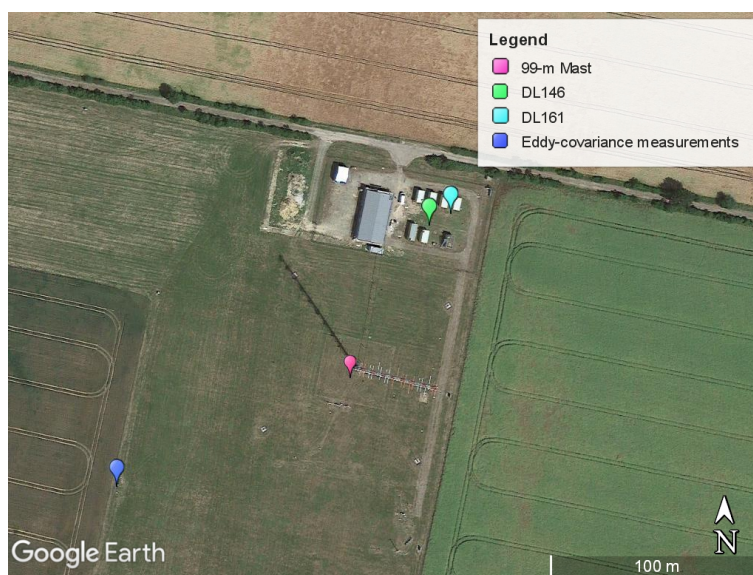 Legend
99-m Mast
DL146
DL161
Eddy-covariance measurements
N
Google Earth
100 m